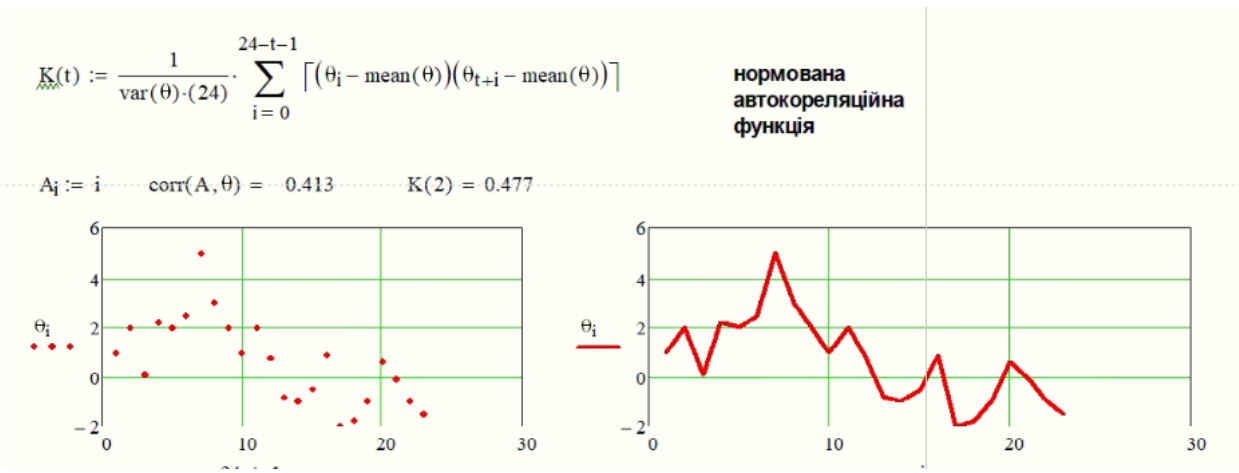 K(t) := 1/(var(θ)·(24)) · ∑_{i = 0}^{24−t−1} ⌈(θ_i − mean(θ))(θ_{t+i} − mean(θ))⌉
нормована
автокореляційна
функція
A_i := i corr(A,θ) = 0.413 K(2) = 0.477
6
4
θ_i
2
0
−2
0 10 20 30
6
4
θ_i
2
0
−2
0 10 20 30